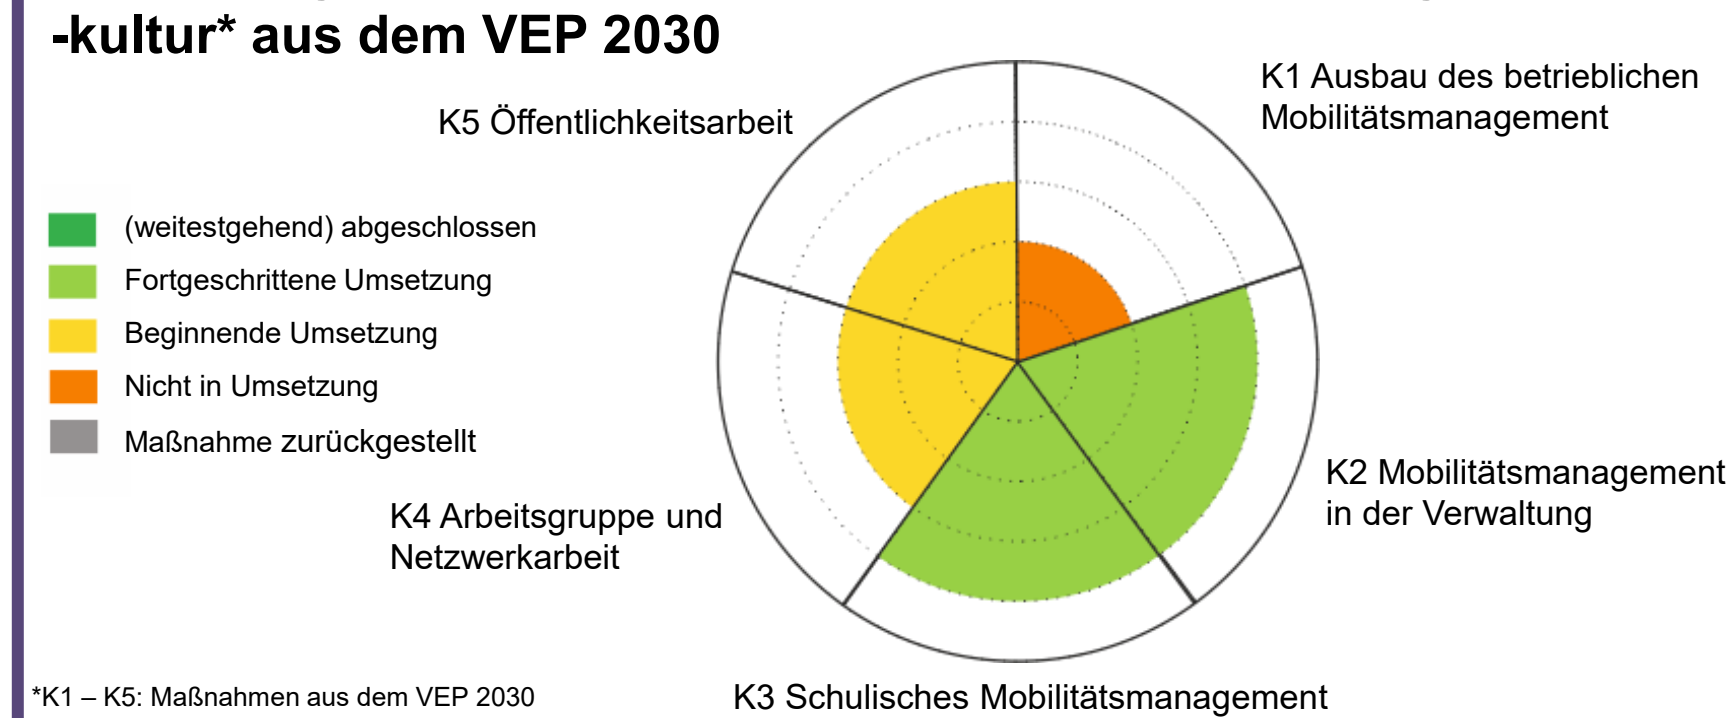 -kultur* aus dem VEP 2030
K1 Ausbau des betrieblichen
Mobilitätsmanagement
K5 Öffentlichkeitsarbeit
(weitestgehend) abgeschlossen
Fortgeschrittene Umsetzung
Beginnende Umsetzung
Nicht in Umsetzung
Maßnahme zurückgestellt
K2 Mobilitätsmanagement
in der Verwaltung
K4 Arbeitsgruppe und
Netzwerkarbeit
K3 Schulisches Mobilitätsmanagement
*K1 – K5: Maßnahmen aus dem VEP 2030